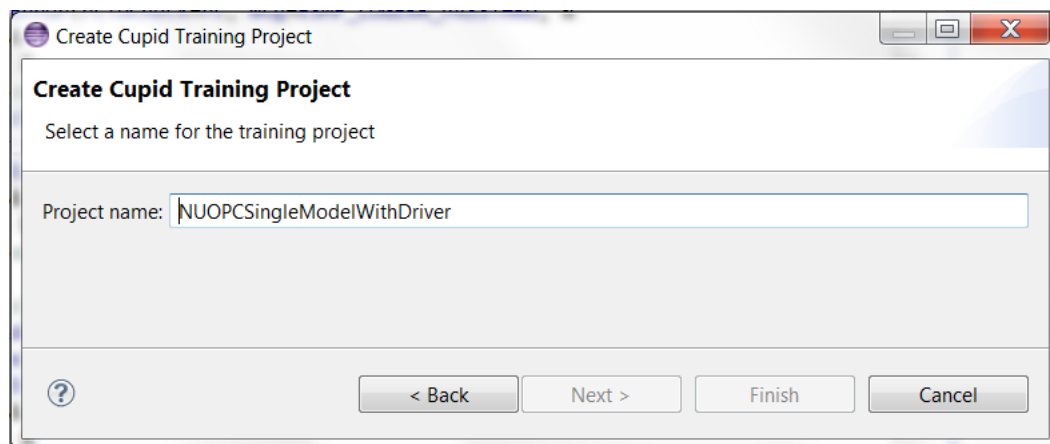 Create Cupid Training Project
Create Cupid Training Project
Select a name for the training project
Project name: NUOPCSingleModelWithDriver
? < Back Next > Finish Cancel